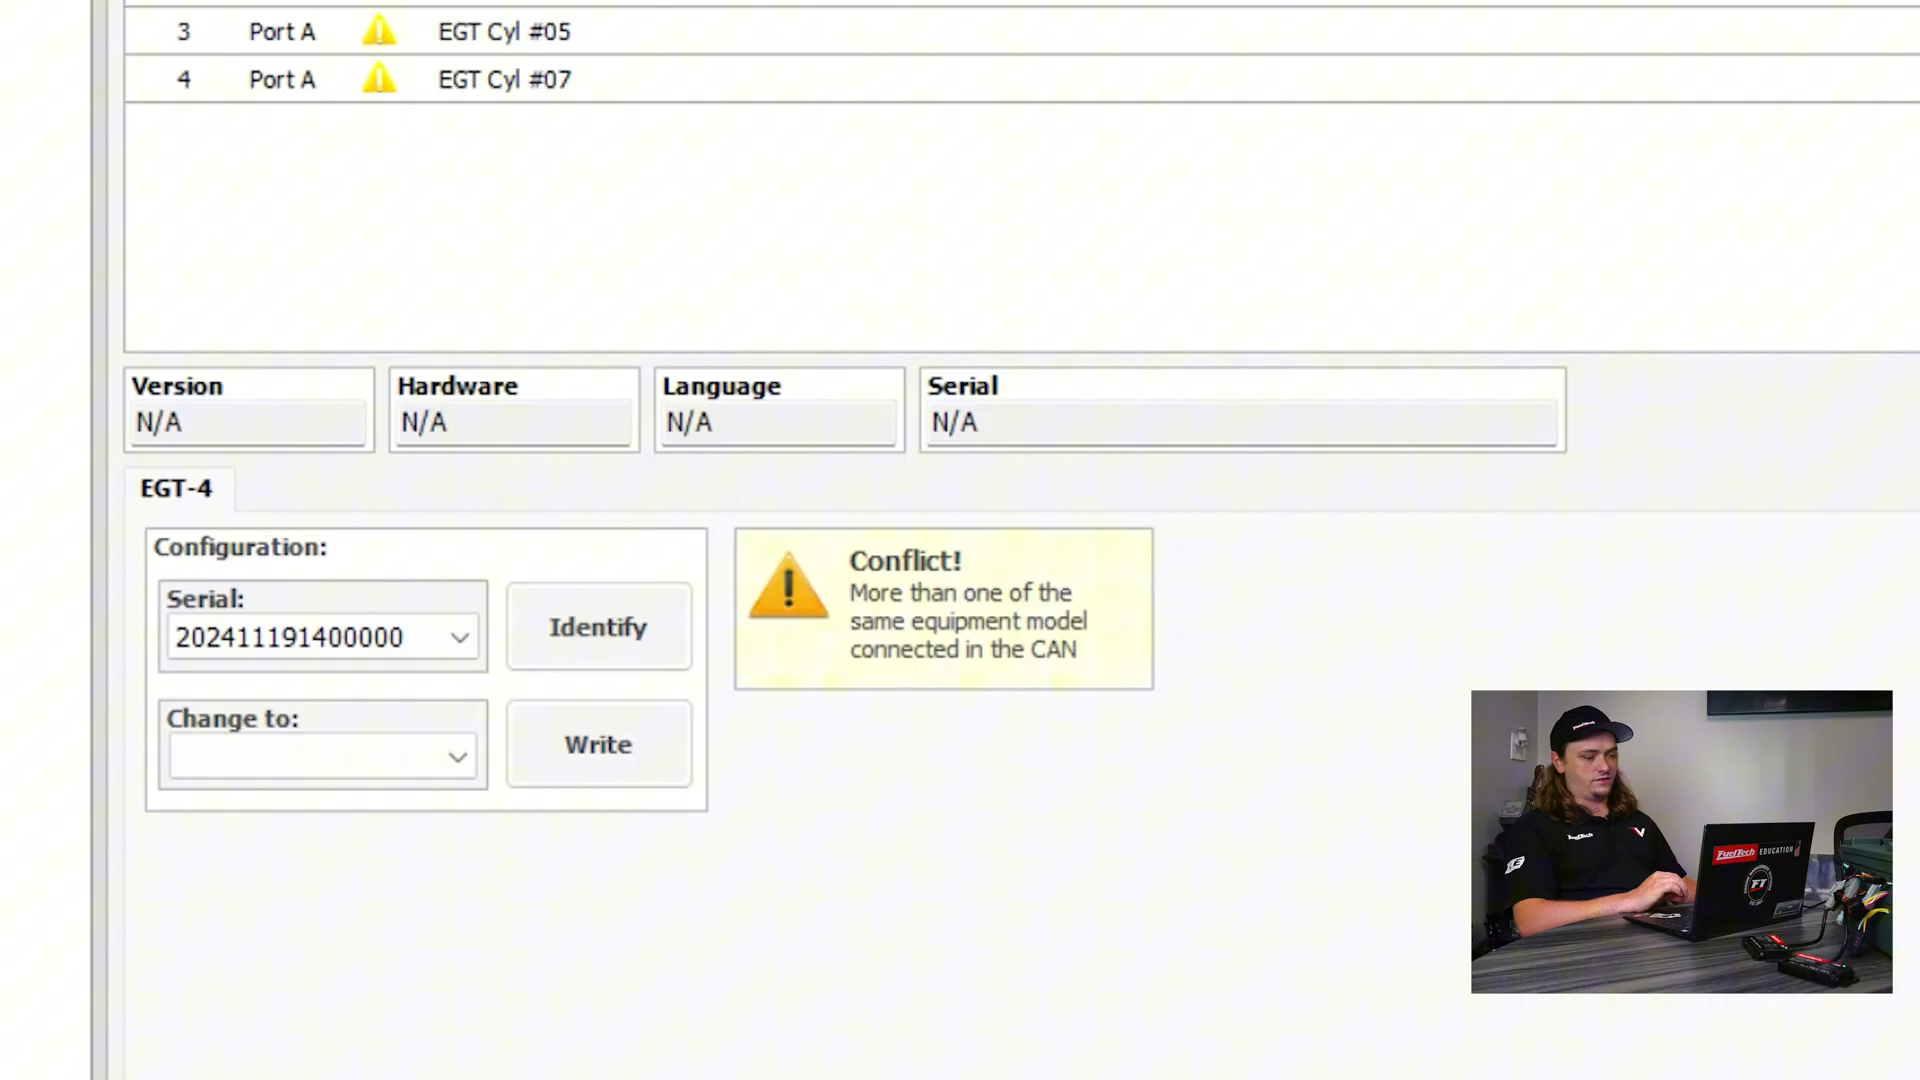 3 Port A EGT Cyl #05
4 Port A EGT Cyl #07
Version
N/A
Hardware
N/A
Language
N/A
Serial
N/A
EGT-4
Configuration:
Serial:
202411191400000
Identify
Change to:
Write
Conflict!
More than one of the
same equipment model
connected in the CAN
FuelTech EDUCATION
FT